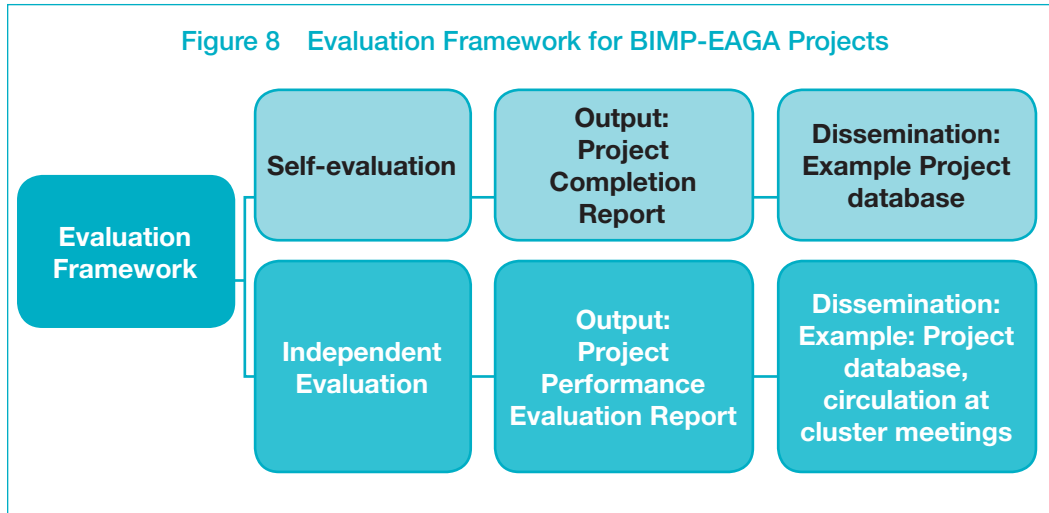 Figure 8 Evaluation Framework for BIMP-EAGA Projects
Evaluation
Framework
Self-evaluation
Output:
Project
Completion
Report
Dissemination:
Example Project
database
Independent
Evaluation
Output:
Project
Performance
Evaluation Report
Dissemination:
Example: Project
database,
circulation at
cluster meetings